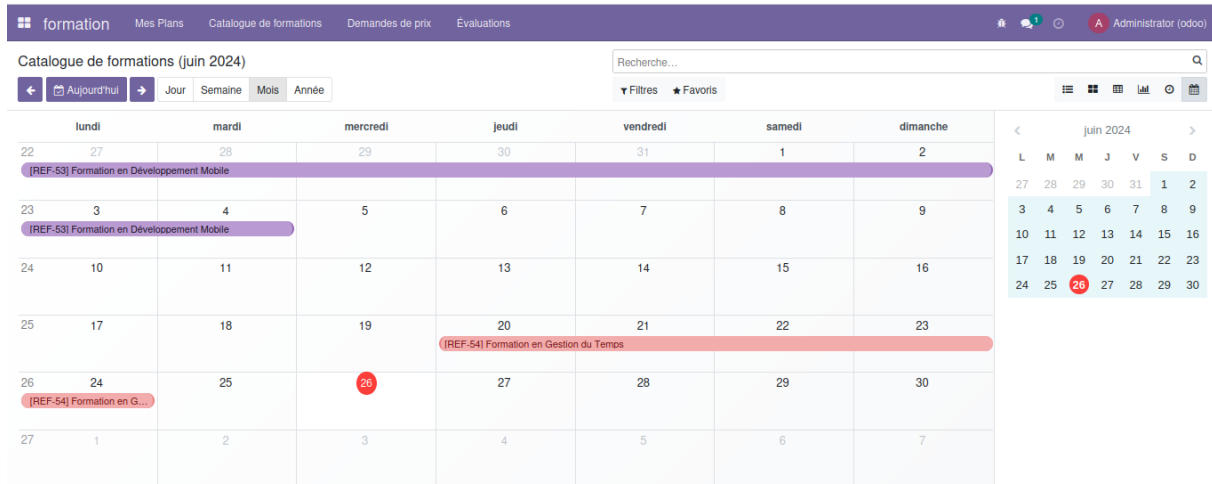 formation Mes Plans Catalogue de formations Demandes de prix Évaluations 1 A Administrator (odoo)
Catalogue de formations (juin 2024) Recherche...
Aujourd'hui Jour Semaine Mois Année Filtres Favoris
lundi mardi mercredi jeudi vendredi samedi dimanche
22 27 28 29 30 31 1 2
[REF-53] Formation en Développement Mobile
23 3 4 5 6 7 8 9
[REF-53] Formation en Développement Mobile
24 10 11 12 13 14 15 16
25 17 18 19 20 21 22 23
[REF-54] Formation en Gestion du Temps
26 24 25 26 27 28 29 30
[REF-54] Formation en G...
27 1 2 3 4 5 6 7
juin 2024
L M M J V S D
27 28 29 30 31 1 2
3 4 5 6 7 8 9
10 11 12 13 14 15 16
17 18 19 20 21 22 23
24 25 26 27 28 29 30